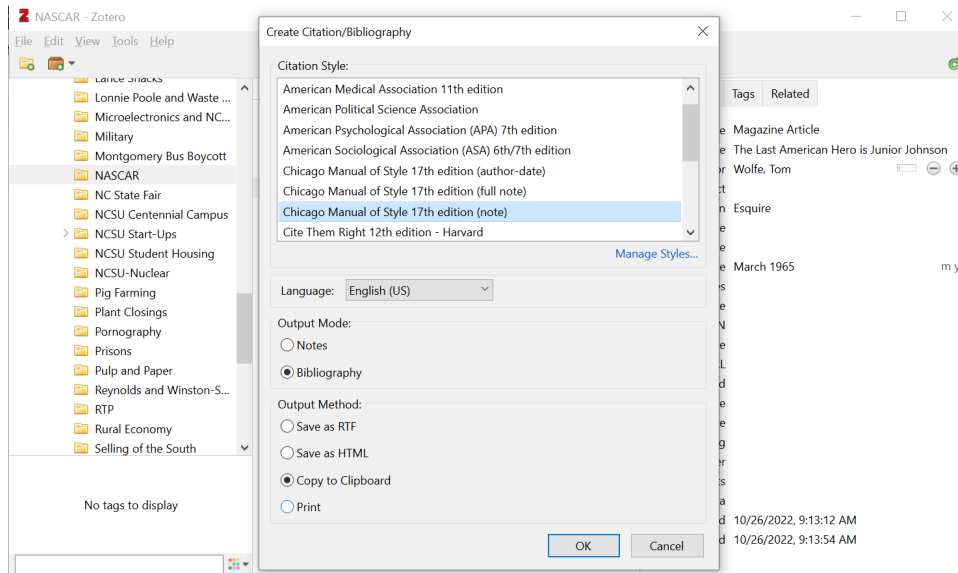 NASCAR - Zotero
File Edit View Tools Help
Lance Snacks
Lonnie Poole and Waste ...
Microelectronics and NC...
Military
Montgomery Bus Boycott
NASCAR
NC State Fair
NCSU Centennial Campus
NCSU Start-Ups
NCSU Student Housing
NCSU-Nuclear
Pig Farming
Plant Closings
Pornography
Prisons
Pulp and Paper
Reynolds and Winston-S...
RTP
Rural Economy
Selling of the South
No tags to display
Create Citation/Bibliography
Citation Style:
American Medical Association 11th edition
American Political Science Association
American Psychological Association (APA) 7th edition
American Sociological Association (ASA) 6th/7th edition
Chicago Manual of Style 17th edition (author-date)
Chicago Manual of Style 17th edition (full note)
Chicago Manual of Style 17th edition (note)
Cite Them Right 12th edition - Harvard
Manage Styles...
Language: English (US)
Output Mode:
Notes
Bibliography
Output Method:
Save as RTF
Save as HTML
Copy to Clipboard
Print
OK Cancel
Tags Related
Magazine Article
The Last American Hero is Junior Johnson
Wolfe, Tom
Esquire
March 1965 m y
10/26/2022, 9:13:12 AM
10/26/2022, 9:13:54 AM